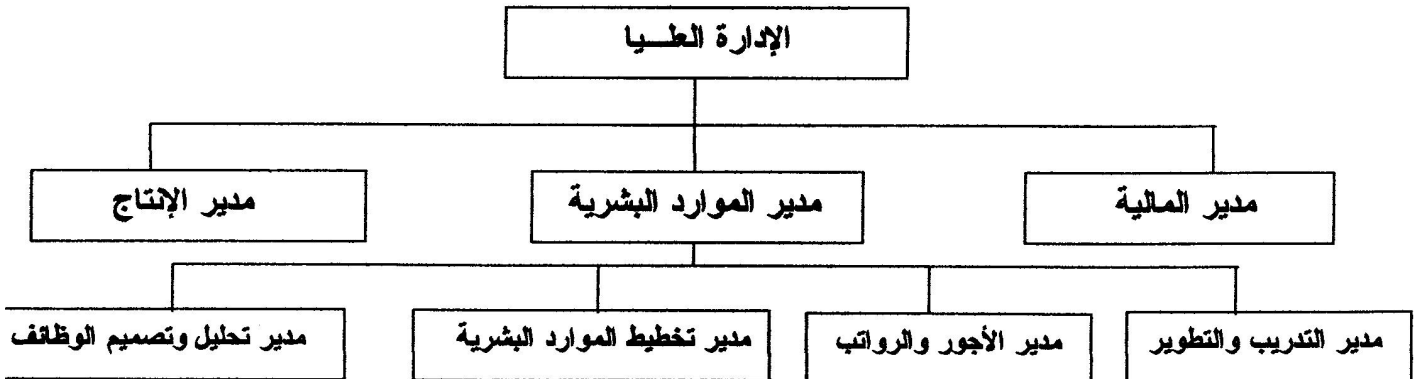 الإدارة العلـــيا
مدير المالية
مدير الموارد البشرية
مدير الإنتاج
مدير التدريب والتطوير
مدير الأجور والرواتب
مدير تخطيط الموارد البشرية
مدير تحليل وتصميم الوظائف